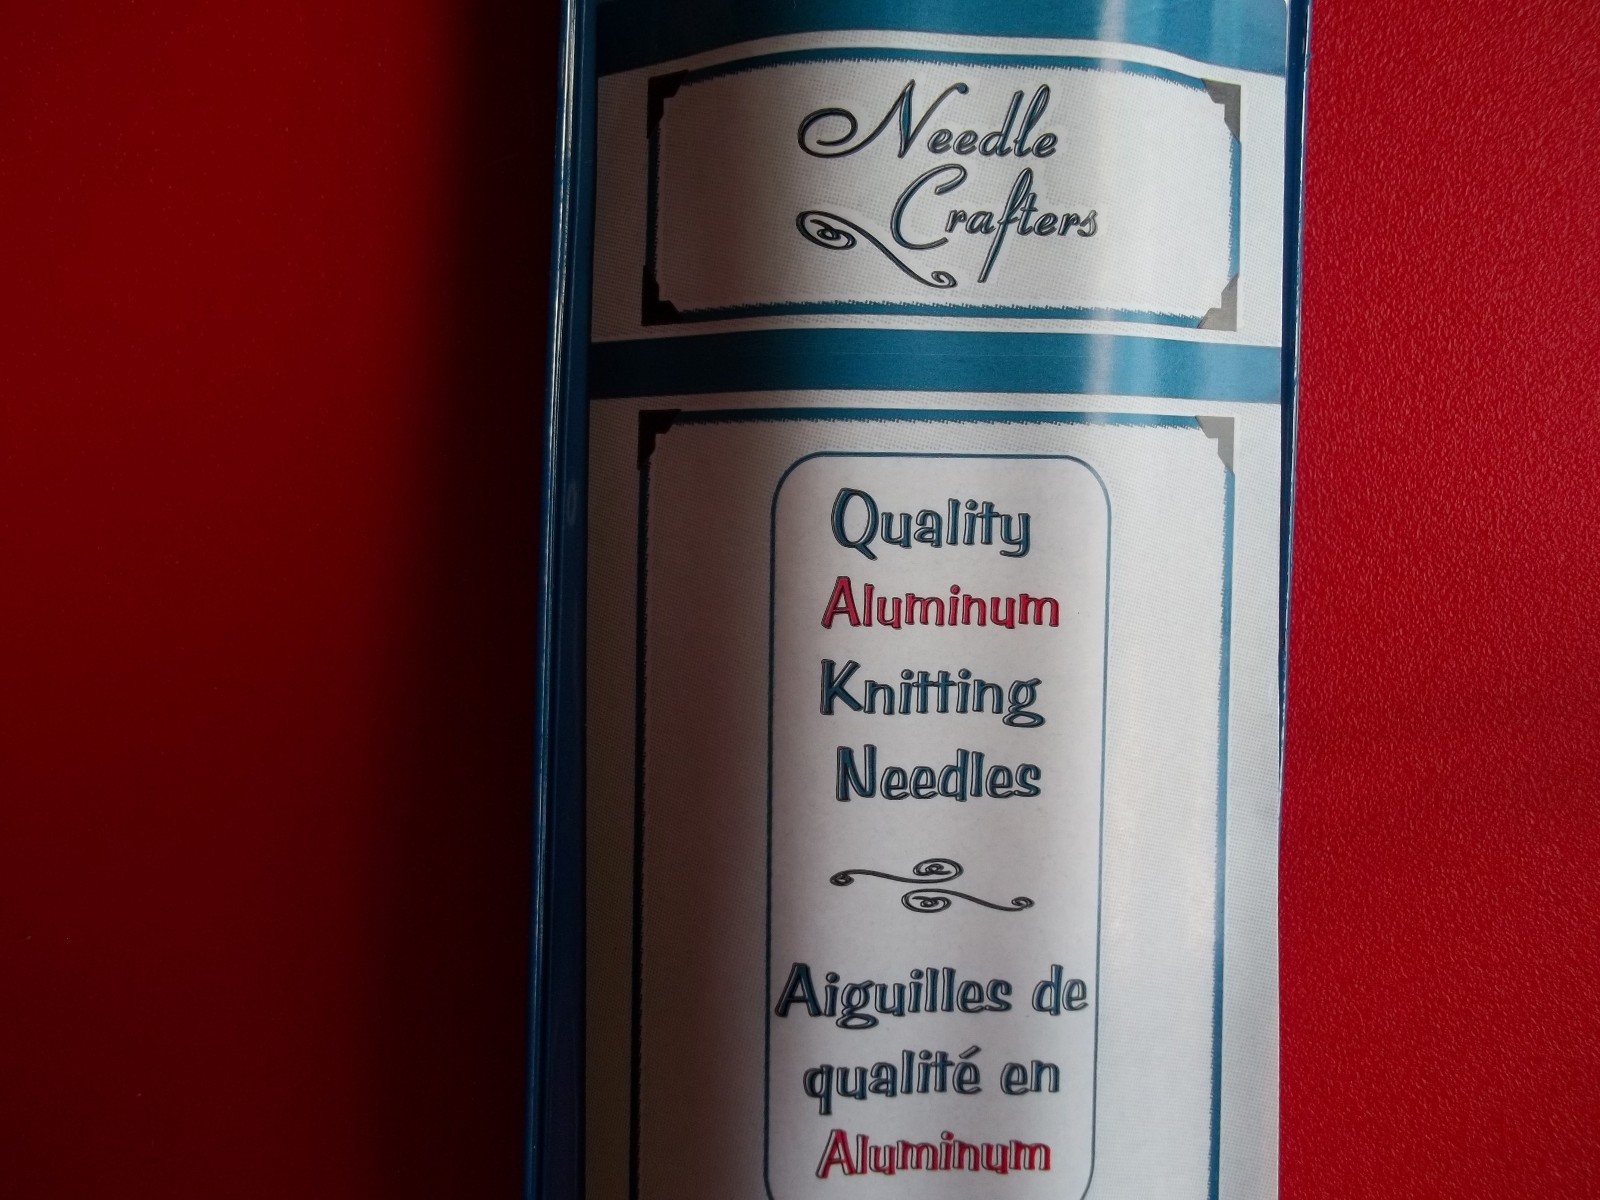 Needle
Crafters
Quality
Aluminum
Knitting
Needles
Aiguilles de
qualité en
Aluminum